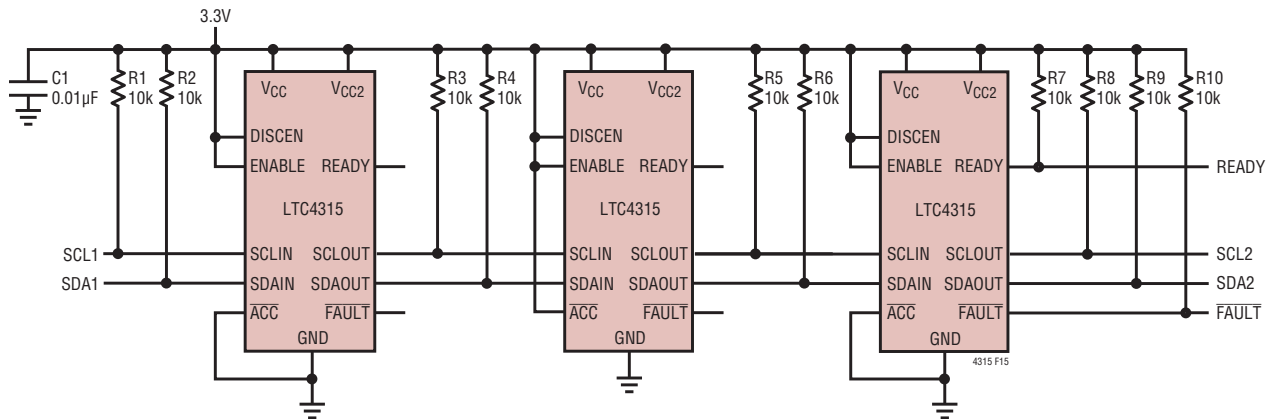 3.3V
C1
0.01µF
R1
10k
R2
10k
R3
10k
R4
10k
R5
10k
R6
10k
R7
10k
R8
10k
R9
10k
R10
10k
VCC
VCC2
DISCEN
ENABLE
READY
LTC4315
SCLIN
SCLOUT
SDAIN
SDAOUT
ACC
FAULT
GND
VCC
VCC2
DISCEN
ENABLE
READY
LTC4315
SCLIN
SCLOUT
SDAIN
SDAOUT
ACC
FAULT
GND
VCC
VCC2
DISCEN
ENABLE
READY
LTC4315
SCLIN
SCLOUT
SDAIN
SDAOUT
ACC
FAULT
GND
4315 F15
SCL1
SDA1
READY
SCL2
SDA2
FAULT